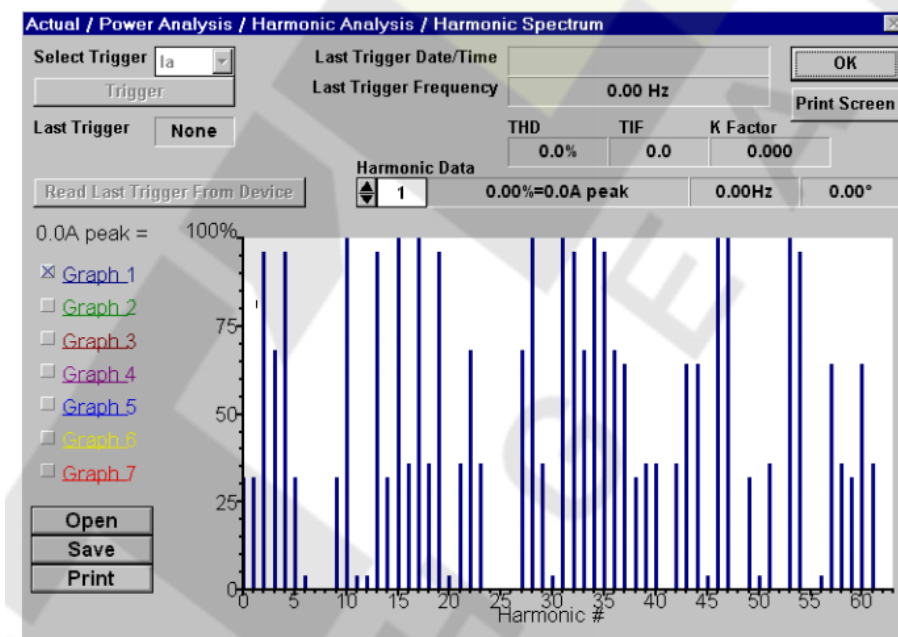 Actual / Power Analysis / Harmonic Analysis / Harmonic Spectrum
Select Trigger Ia
Trigger
Last Trigger None
Read Last Trigger From Device
Last Trigger Date/Time
Last Trigger Frequency 0.00 Hz
OK
Print Screen
THD TIF K Factor
0.0% 0.0 0.000
Harmonic Data
1 0.00%=0.0A peak 0.00Hz 0.00°
0.0A peak = 100%
Graph 1
Graph 2
Graph 3
Graph 4
Graph 5
Graph 6
Graph 7
Open
Save
Print
75
50
25
0
0 5 10 15 20 25 30 35 40 45 50 55 60
Harmonic #